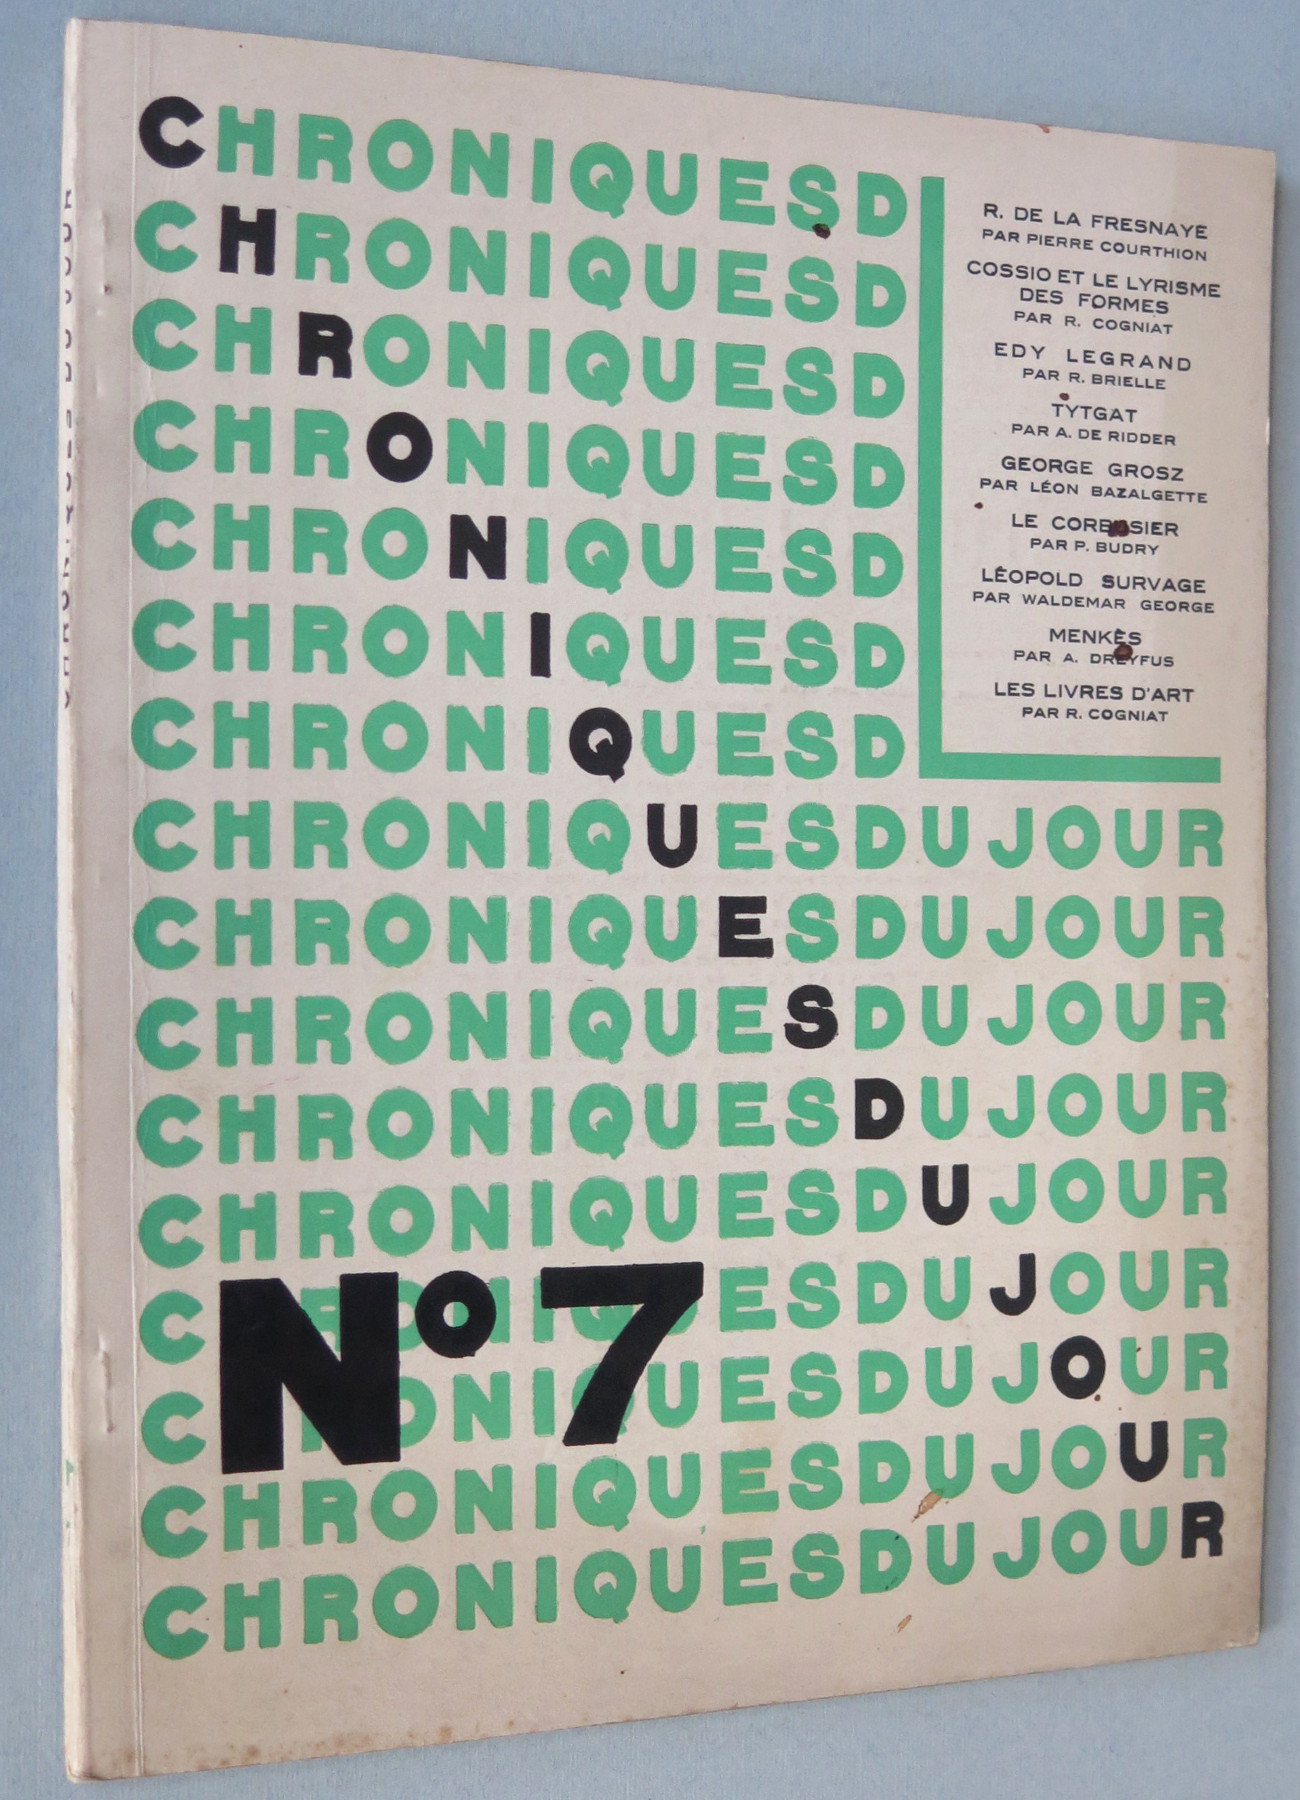 CHRONIQUESD
CHRONIQUESD
CHRONIQUESD
CHRONIQUESD
CHRONIQUESD
CHRONIQUESD
CHRONIQUESD
R. DE LA FRESNAYE
PAR PIERRE COURTHION
COSSIO ET LE LYRISME
DES FORMES
PAR R. COGNIAT
EDY LEGRAND
PAR R. BRIELLE
TYTGAT
PAR A. DE RIDDER
GEORGE GROSZ
PAR LÉON BAZALGETTE
LE CORBUSIER
PAR P. BUDRY
LÉOPOLD SURVAGE
PAR WALDEMAR GEORGE
MENKÈS
PAR A. DREYFUS
LES LIVRES D'ART
PAR R. COGNIAT
CHRONIQUESDUJOUR
CHRONIQUESDUJOUR
CHRONIQUESDUJOUR
CHRONIQUESDUJOUR
CHRONIQUESDUJOUR
CHRONIQUESDUJOUR
CHRONIQUESDUJOUR
No 7
CHRONIQUESDUJOUR
CHRONIQUESDUJOUR